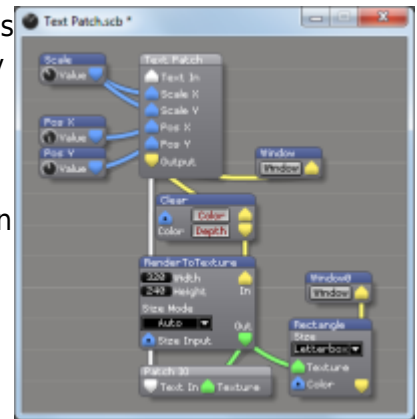 s
Text Patch.scb *
y
Scale
Value
Text Patch
Text In
Scale X
Scale Y
Pos X
Pos Y
Output
Pos X
Value
Pos Y
Value
Window
Window
Clear
Color
Color Depth
m
RenderToTexture
320 Width
240 Height
In
Size Mode
Auto
Out
Size Input
Window0
Window
Rectangle
Size
Letterbox
Texture
Color
Patch IO
Text In Texture